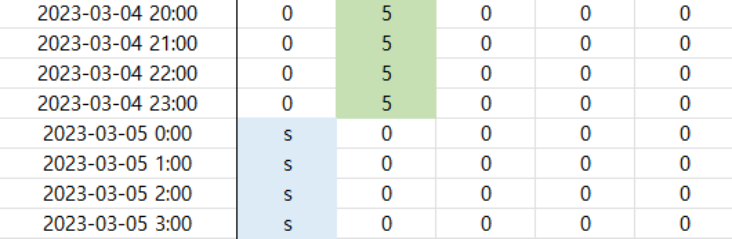 2023-03-04 20:00 0 5 0 0 0
2023-03-04 21:00 0 5 0 0 0
2023-03-04 22:00 0 5 0 0 0
2023-03-04 23:00 0 5 0 0 0
2023-03-05 0:00 s 0 0 0 0
2023-03-05 1:00 s 0 0 0 0
2023-03-05 2:00 s 0 0 0 0
2023-03-05 3:00 s 0 0 0 0